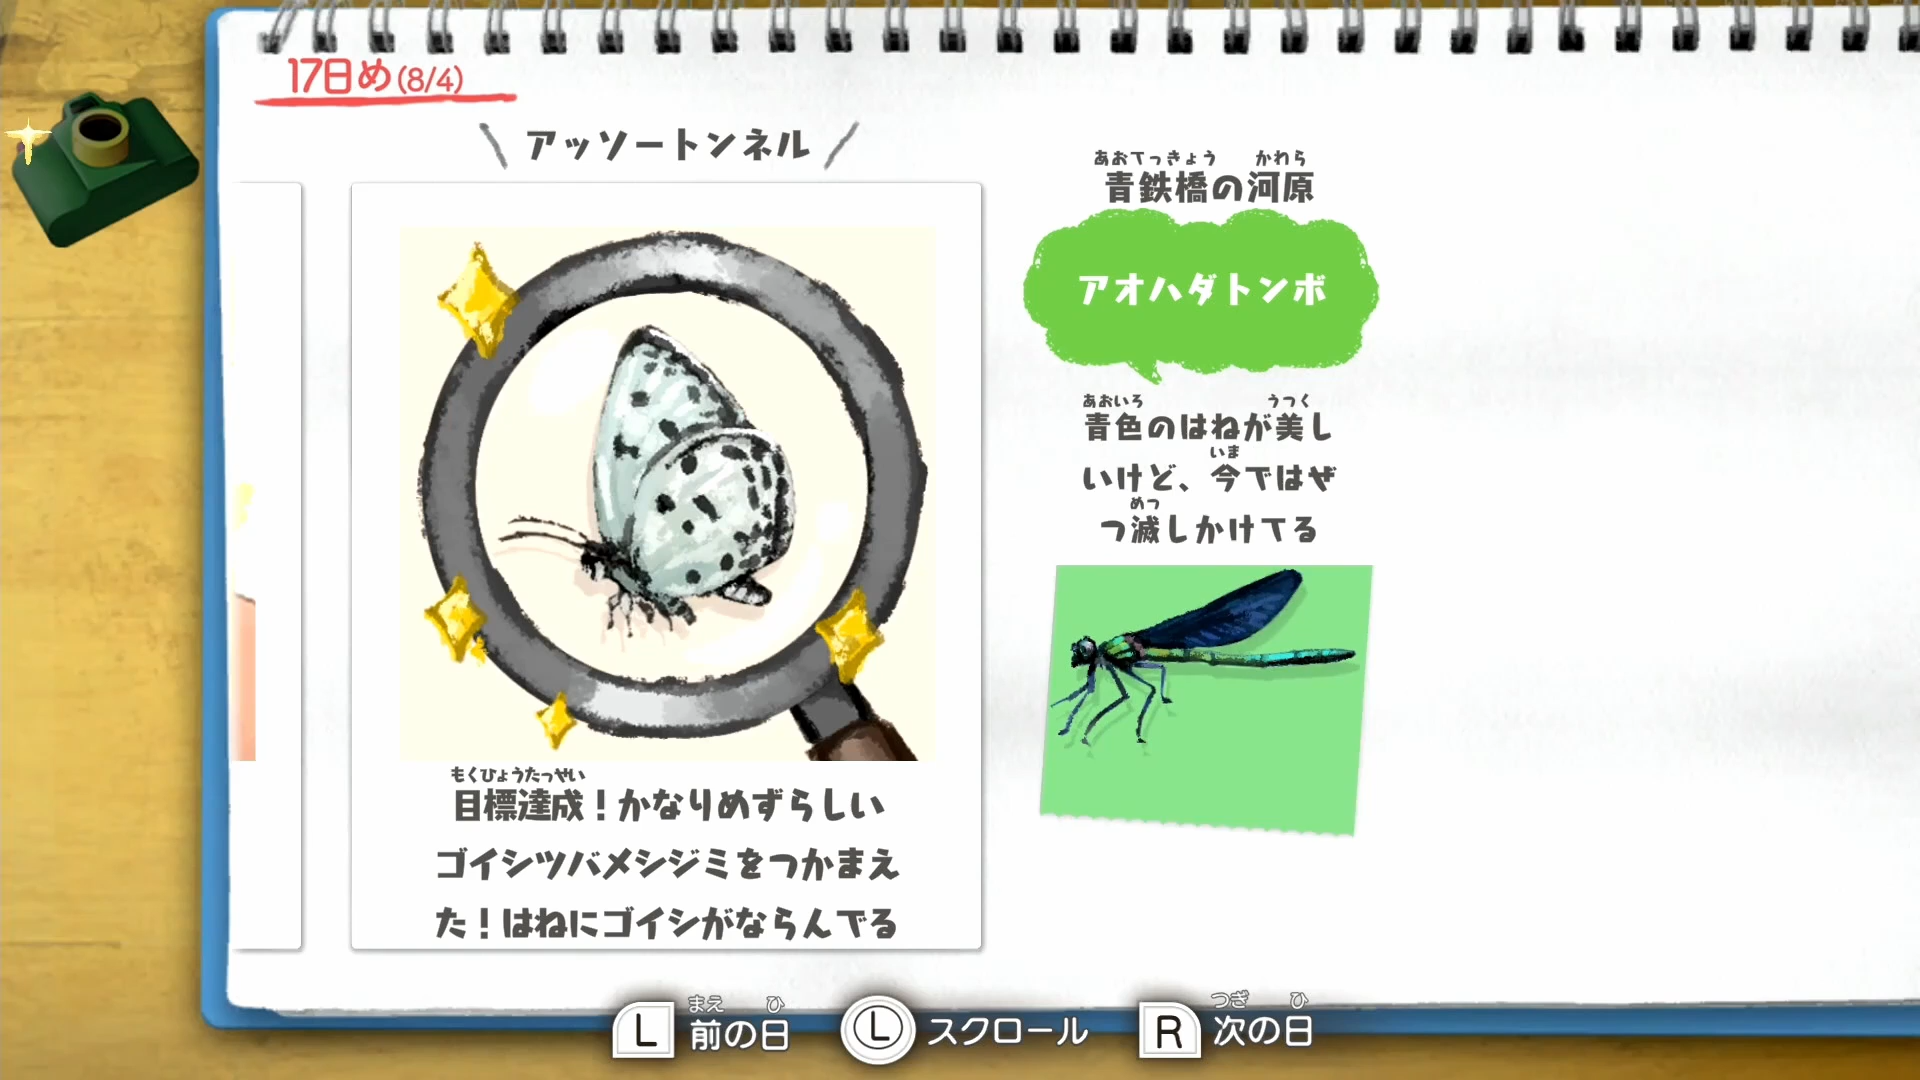 17日め(8/4)
アッソートンネル
もくひょうたっせい
目標達成！かなりめずらしい
ゴイシツバメシジミをつかまえ
た！はねにゴイシがならんでる
あおてっきょう かわら
青鉄橋の河原
アオハダトンボ
あおいろ うつく
青色のはねが美し
いま
いけど、今ではぜ
めつ
つ滅しかけてる
まえ ひ
L 前の日
L スクロール
つぎ ひ
R 次の日